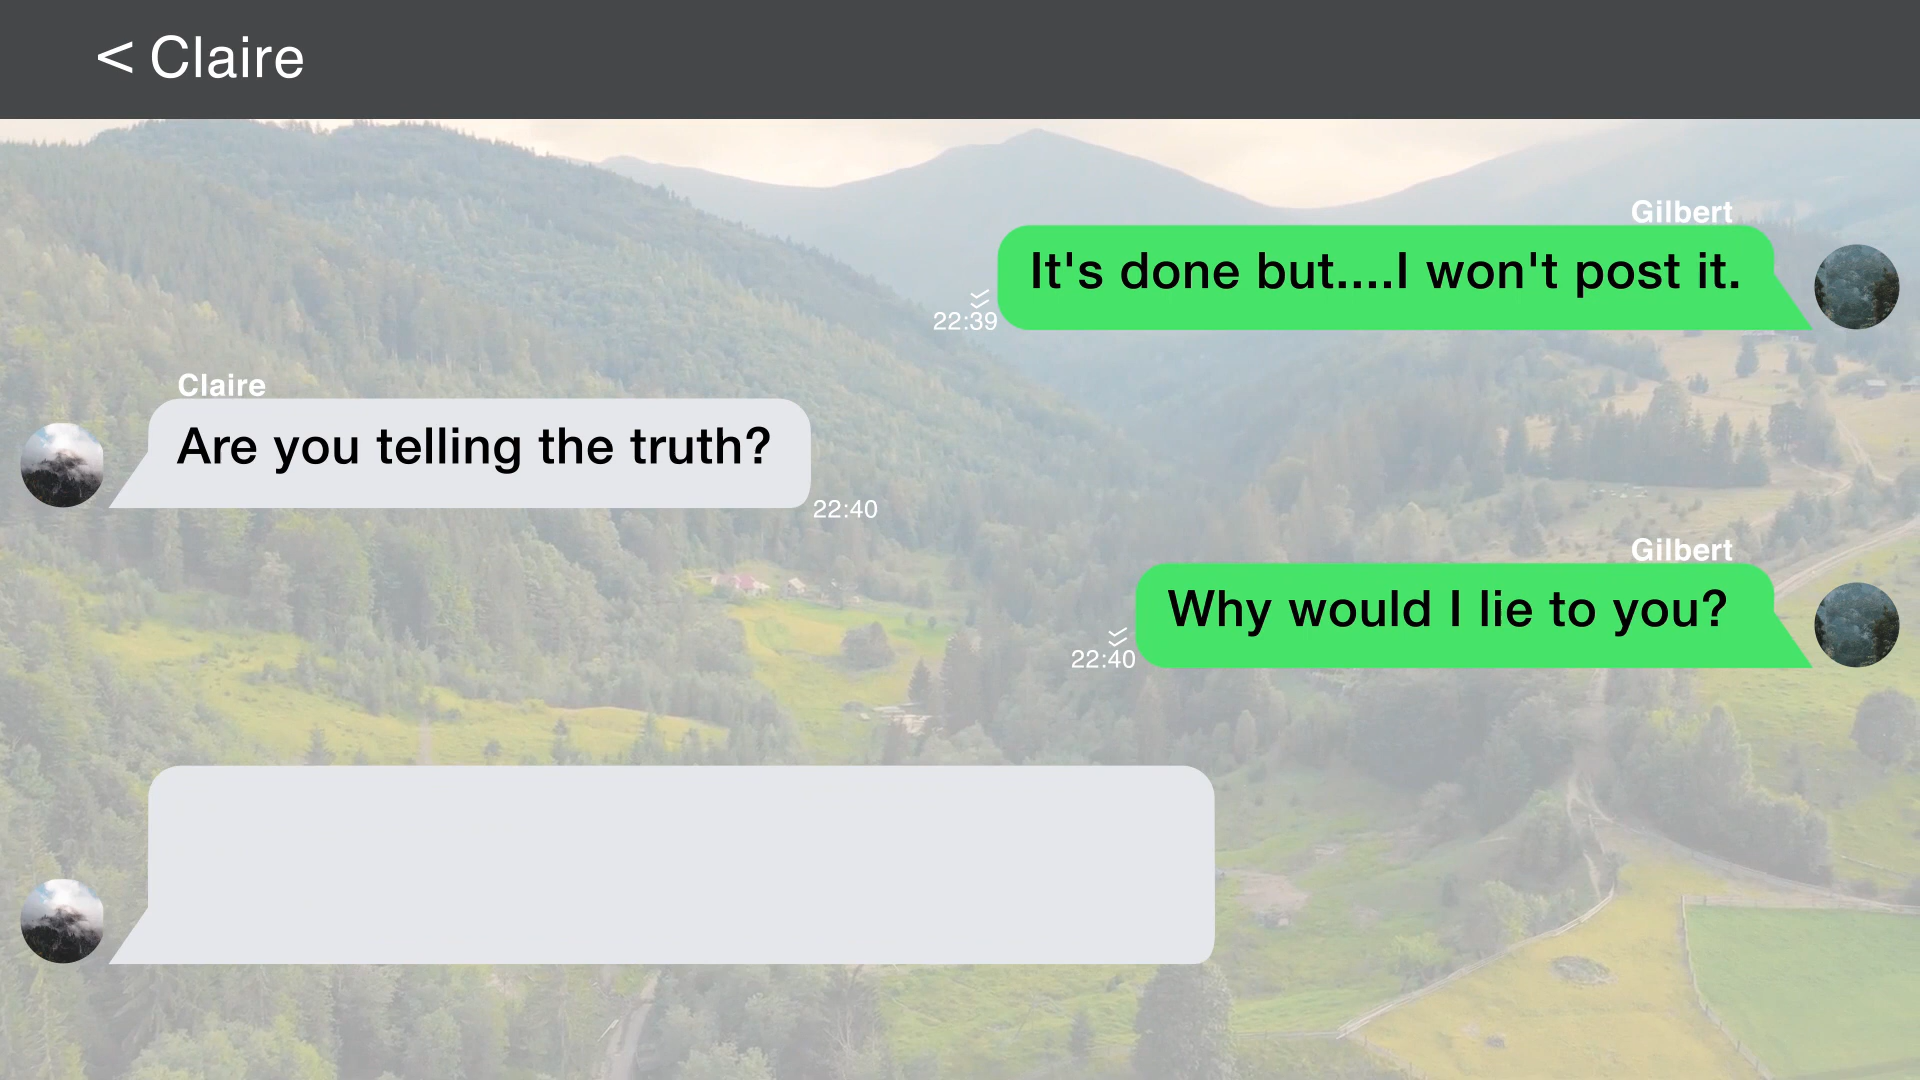 < Claire
Gilbert
It's done but....I won't post it.
22:39
Claire
Are you telling the truth?
22:40
Gilbert
Why would I lie to you?
22:40